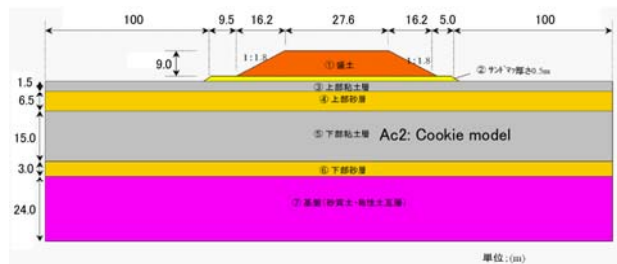 100 9.5 16.2 27.6 16.2 5.0 100
9.0
1:1.8
1:1.8
① 盛土
② サンドマット厚さ0.5m
1.5
③ 上部粘土層
6.5
④ 上部砂層
15.0
⑤ 下部粘土層 Ac2: Cookie model
3.0
⑥ 下部砂層
24.0
⑦ 基盤(砂質土・粘性土互層)
単位;(m)